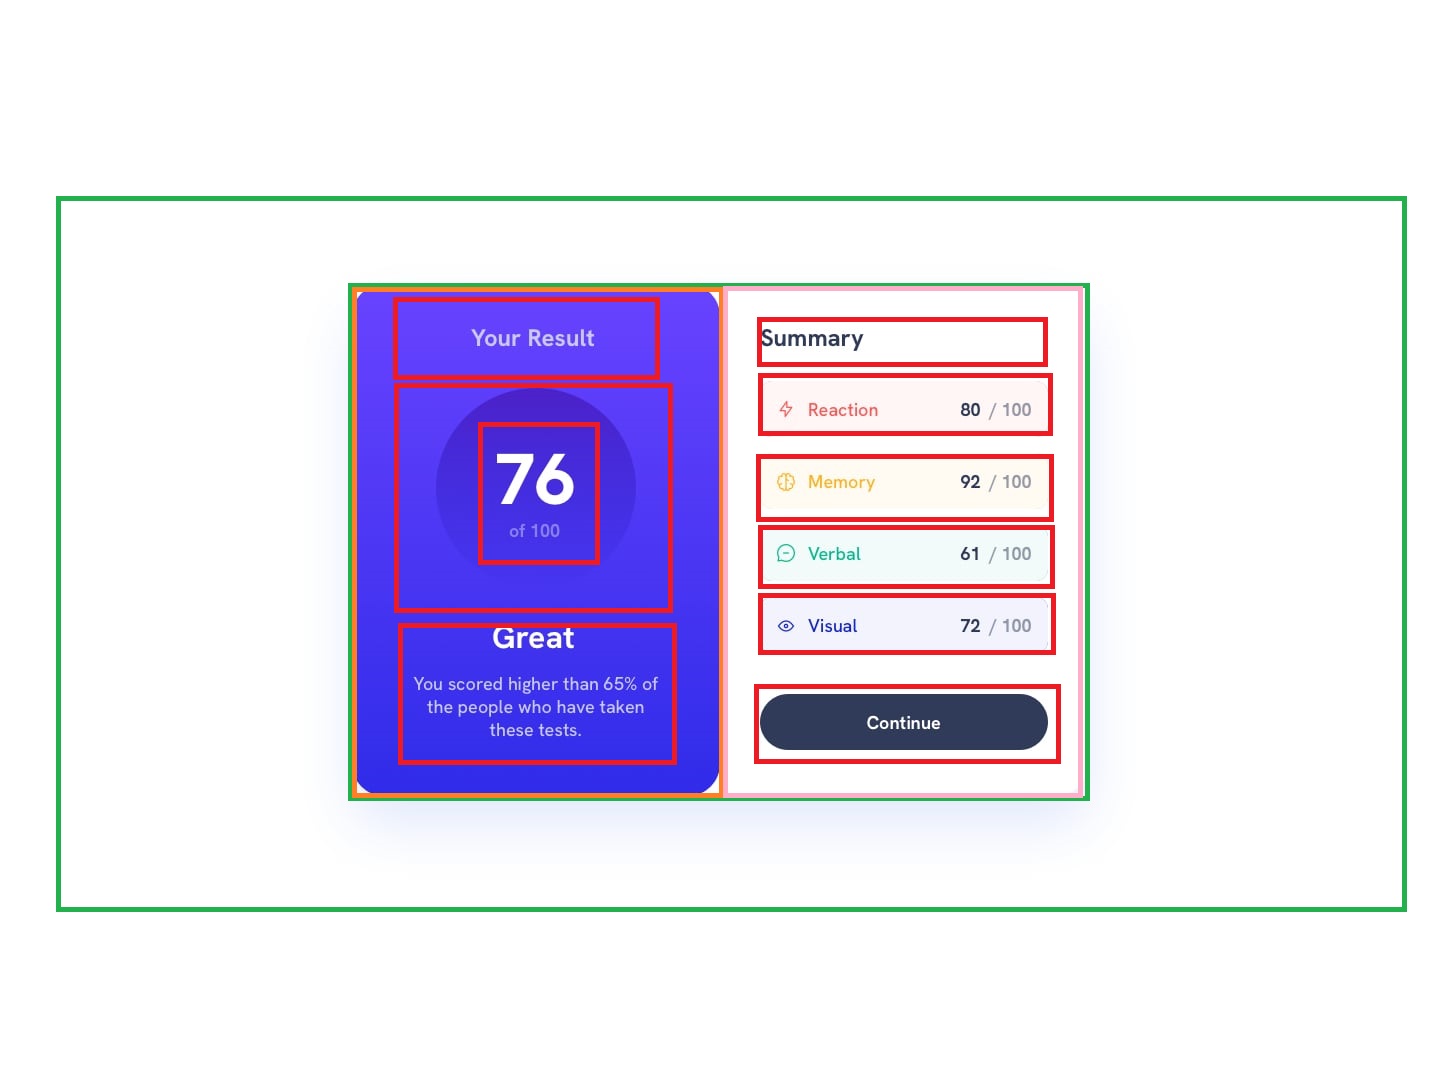 Your Result
76
of 100
Great
You scored higher than 65% of
the people who have taken
these tests.
Summary
Reaction 80 / 100
Memory 92 / 100
Verbal 61 / 100
Visual 72 / 100
Continue